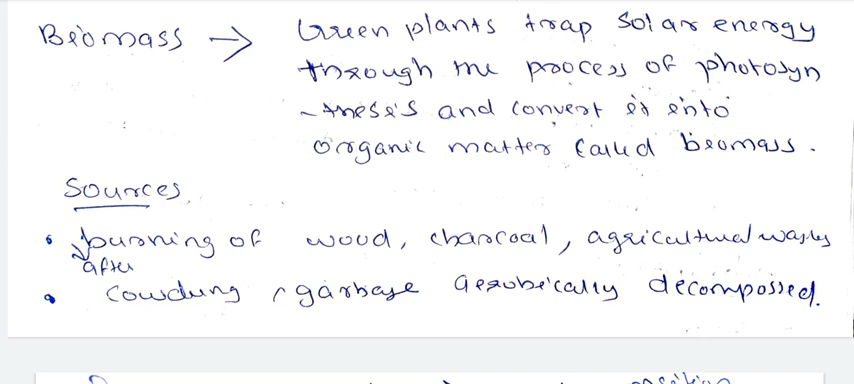 Biomass → Green plants trap solar energy
through the process of photosyn
-thesis and convert it into
organic matter called biomass.
Sources
• burning of wood, charcoal, agricultural wastes
after
• Cowdung, garbage aerobically decompossed.